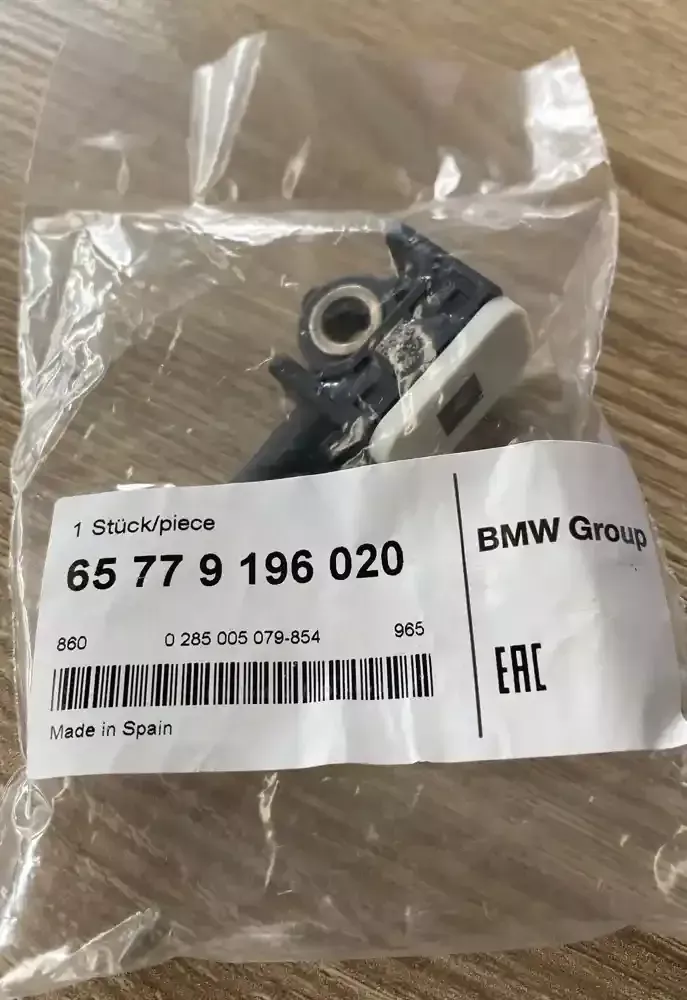 1 Stück/piece
65 77 9 196 020
860 0 285 005 079-854 965
Made in Spain
BMW Group
EAC